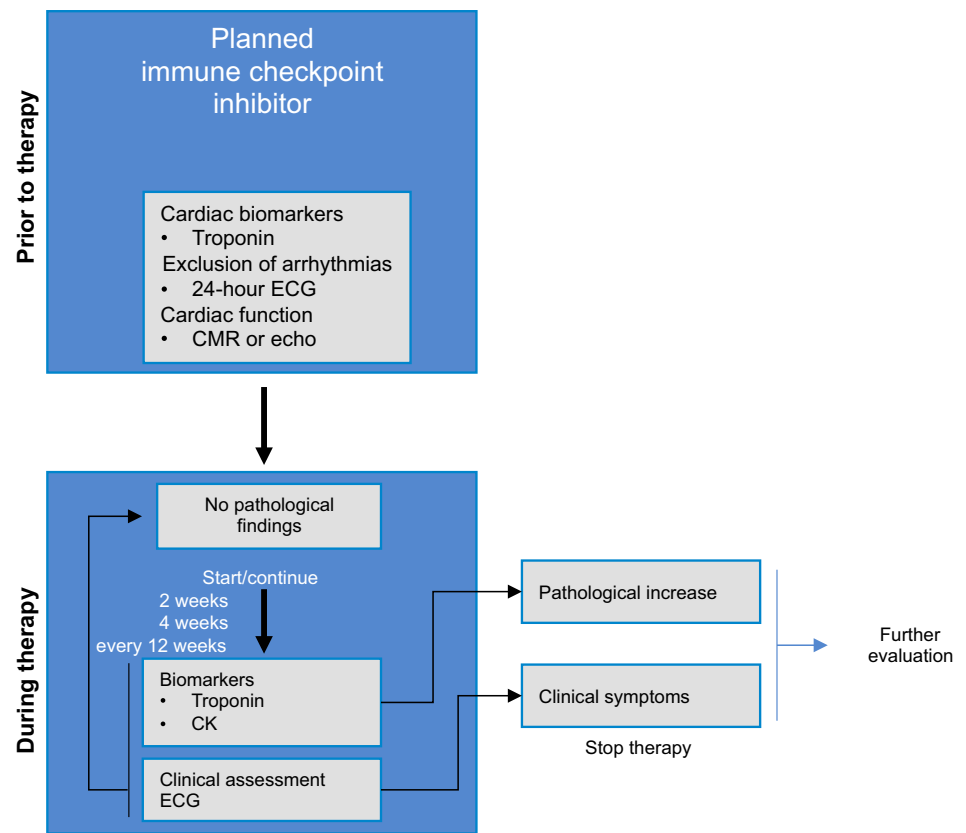 Prior to therapy
Planned
immune checkpoint
inhibitor
Cardiac biomarkers
• Troponin
Exclusion of arrhythmias
• 24-hour ECG
Cardiac function
• CMR or echo
During therapy
No pathological
findings
Start/continue
2 weeks
4 weeks
every 12 weeks
Biomarkers
• Troponin
• CK
Clinical assessment
ECG
Pathological increase
Clinical symptoms
Stop therapy
Further
evaluation